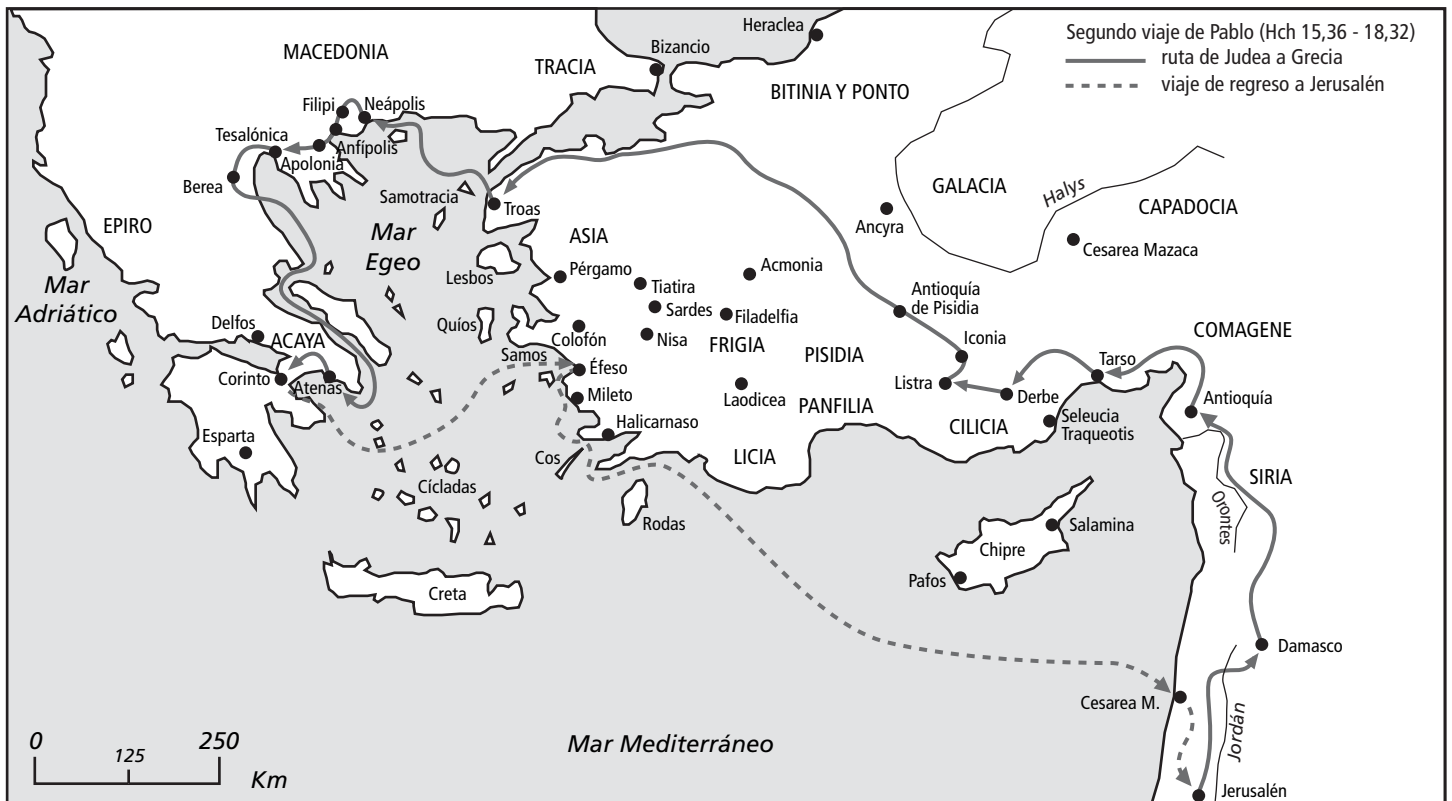 Segundo viaje de Pablo (Hch 15,36 - 18,32)
ruta de Judea a Grecia
viaje de regreso a Jerusalén
Heraclea
MACEDONIA
Bizancio
TRACIA
BITINIA Y PONTO
Filipi
Neápolis
Tesalónica
Anfípolis
Apolonia
Berea
Samotracia
Troas
GALACIA
Halys
CAPADOCIA
EPIRO
Ancyra
Mar
Egeo
ASIA
Cesarea Mazaca
Mar
Adriático
Lesbos
Pérgamo
Tiatira
Acmonia
Sardes
Filadelfia
Antioquía
de Pisidia
Delfos
Quíos
Colofón
Nisa
FRIGIA
PISIDIA
Iconia
COMAGENE
ACAYA
Samos
Éfeso
Tarso
Corinto
Atenas
Mileto
Laodicea
Listra
Derbe
PANFILIA
Antioquía
Halicarnaso
CILICIA
Seleucia
Traqueotis
Esparta
Cos
LICIA
SIRIA
Cícladas
Rodas
Orontes
Salamina
Chipre
Pafos
Creta
Damasco
Cesarea M.
Jordán
Mar Mediterráneo
0
125
250
Km
Jerusalén